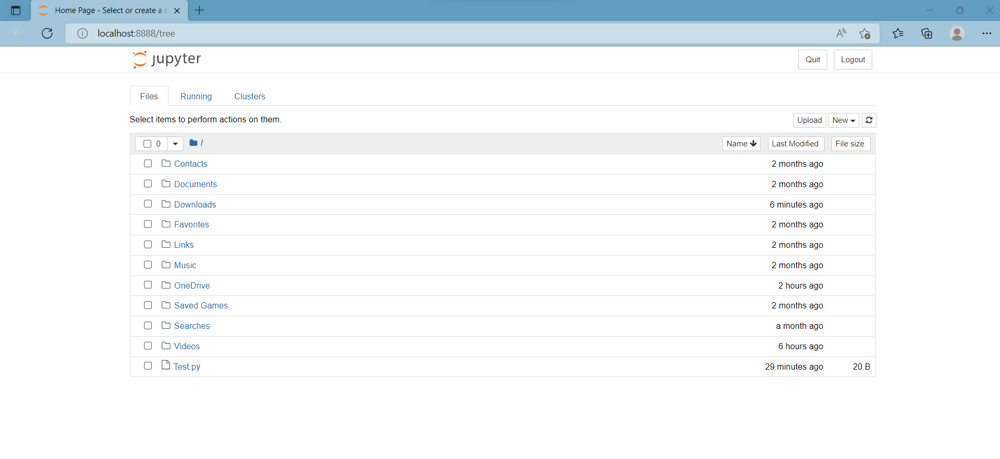 Home Page - Select or create a
localhost:8888/tree
jupyter
Quit Logout
Files Running Clusters
Select items to perform actions on them.
Upload New
0 / Name Last Modified File size
Contacts 2 months ago
Documents 2 months ago
Downloads 6 minutes ago
Favorites 2 months ago
Links 2 months ago
Music 2 months ago
OneDrive 2 hours ago
Saved Games 2 months ago
Searches a month ago
Videos 6 hours ago
Test.py 29 minutes ago 20 B